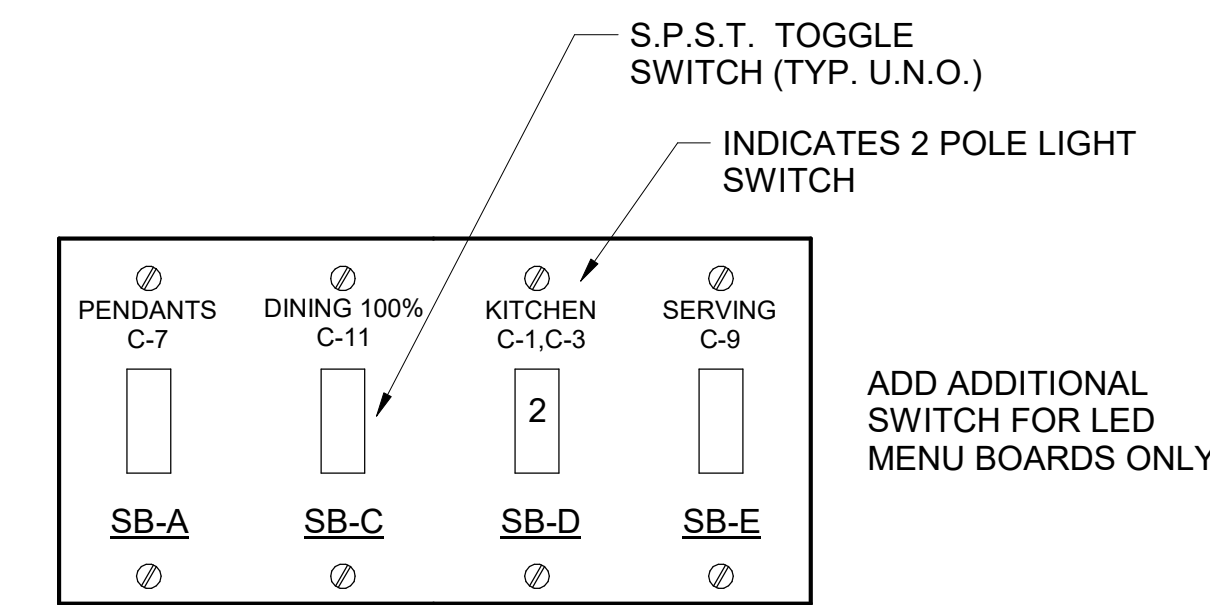 S.P.S.T. TOGGLE
SWITCH (TYP. U.N.O.)
INDICATES 2 POLE LIGHT
SWITCH
PENDANTS
C-7
DINING 100%
C-11
KITCHEN
C-1,C-3
SERVING
C-9
2
ADD ADDITIONAL
SWITCH FOR LED
MENU BOARDS ONLY
SB-A
SB-C
SB-D
SB-E